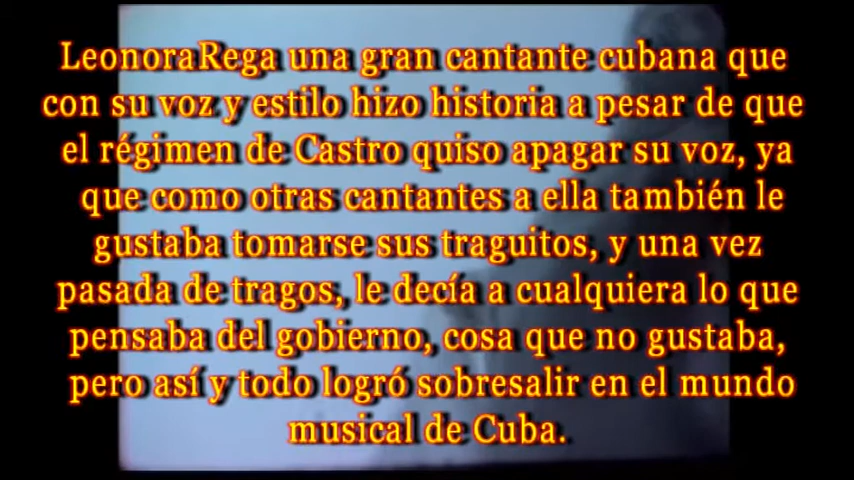 LeonoraRega una gran cantante cubana que
con su voz y estilo hizo historia a pesar de que
el régimen de Castro quiso apagar su voz, ya
que como otras cantantes a ella también le
gustaba tomarse sus traguitos, y una vez
pasada de tragos, le decía a cualquiera lo que
pensaba del gobierno, cosa que no gustaba,
pero así y todo logró sobresalir en el mundo
musical de Cuba.